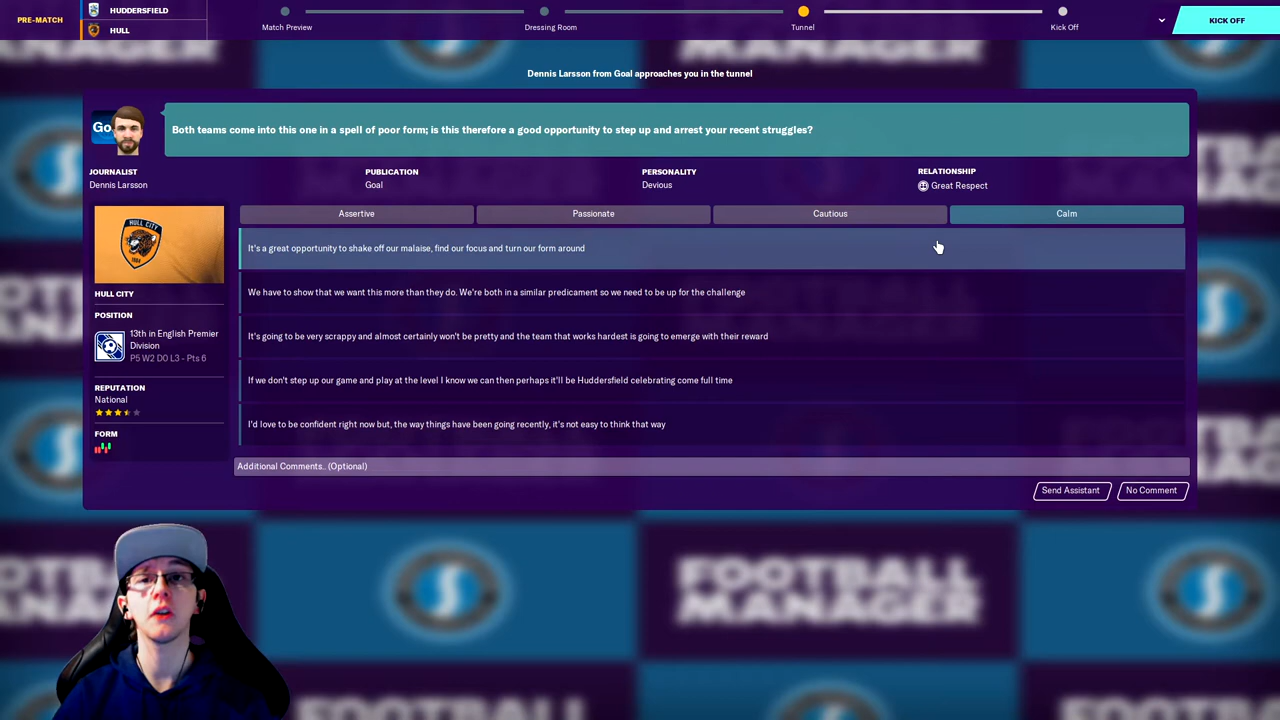 PRE-MATCH
HUDDERSFIELD
HULL
Match Preview
Dressing Room
Tunnel
Kick Off
KICK OFF
Dennis Larsson from Goal approaches you in the tunnel
Go
Both teams come into this one in a spell of poor form; is this therefore a good opportunity to step up and arrest your recent struggles?
JOURNALIST
Dennis Larsson
PUBLICATION
Goal
PERSONALITY
Devious
RELATIONSHIP
Great Respect
Assertive
Passionate
Cautious
Calm
HULL CITY
1904
HULL CITY
POSITION
13th in English Premier
Division
P5 W2 D0 L3 - Pts 6
REPUTATION
National
FORM
It's a great opportunity to shake off our malaise, find our focus and turn our form around
We have to show that we want this more than they do. We're both in a similar predicament so we need to be up for the challenge
It's going to be very scrappy and almost certainly won't be pretty and the team that works hardest is going to emerge with their reward
If we don't step up our game and play at the level I know we can then perhaps it'll be Huddersfield celebrating come full time
I'd love to be confident right now but, the way things have been going recently, it's not easy to think that way
Additional Comments.. (Optional)
Send Assistant
No Comment
FOOTBALL
MANAGER